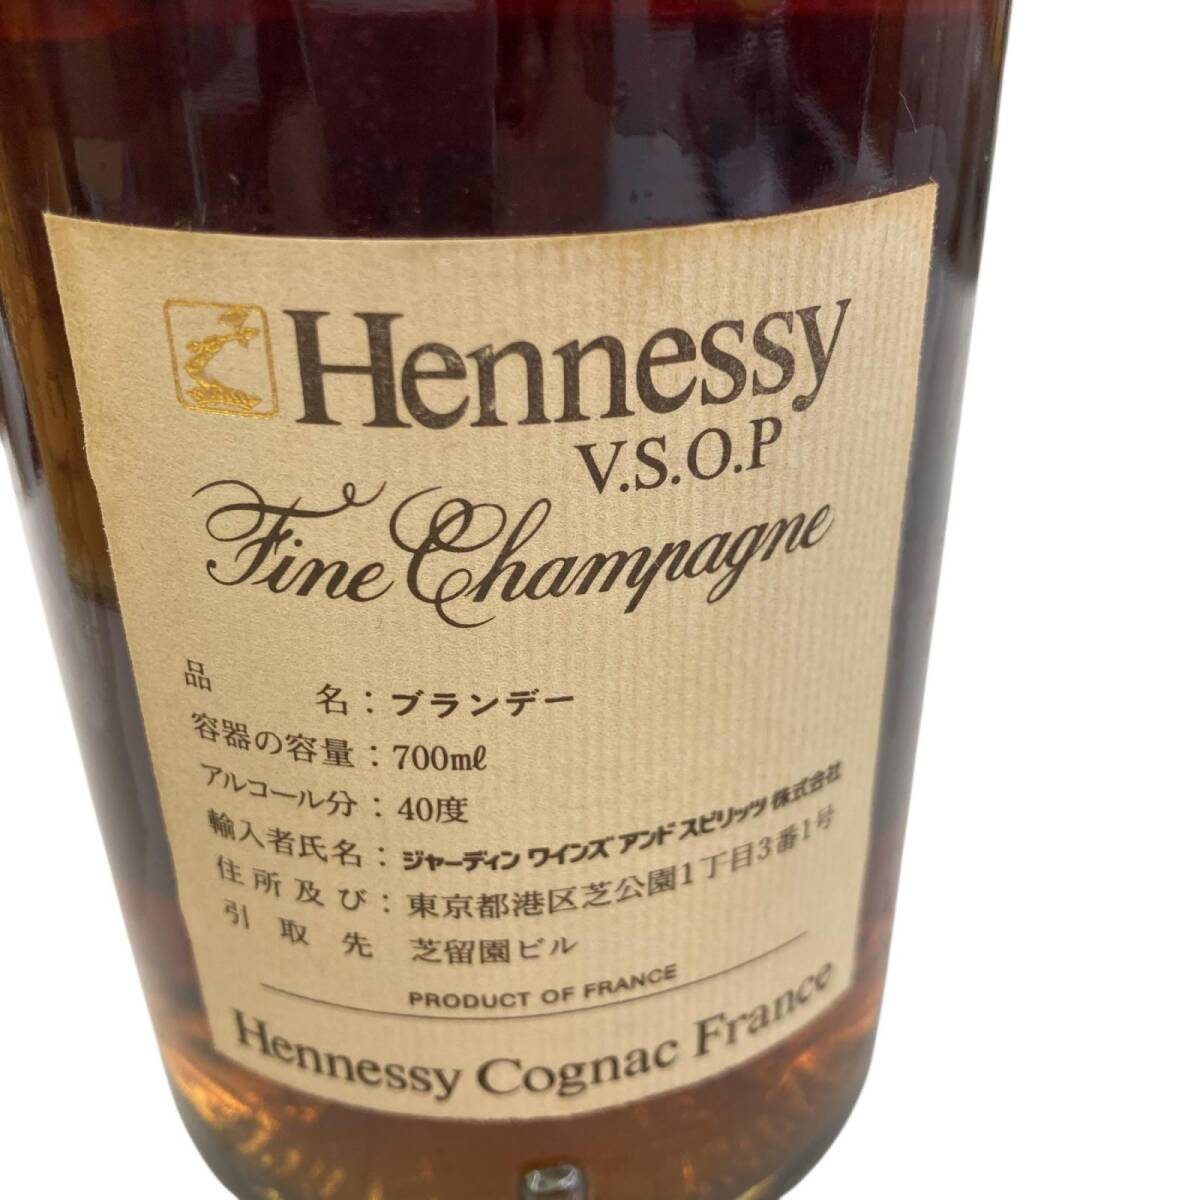 Hennessy
V.S.O.P
Fine Champagne
品名：ブランデー
容器の容量：700mℓ
アルコール分：40度
輸入者氏名：ジャーディン ワインズ アンド スピリッツ 株式会社
住所及び：東京都港区芝公園1丁目3番1号
引取先 芝留園ビル
PRODUCT OF FRANCE
Hennessy Cognac France